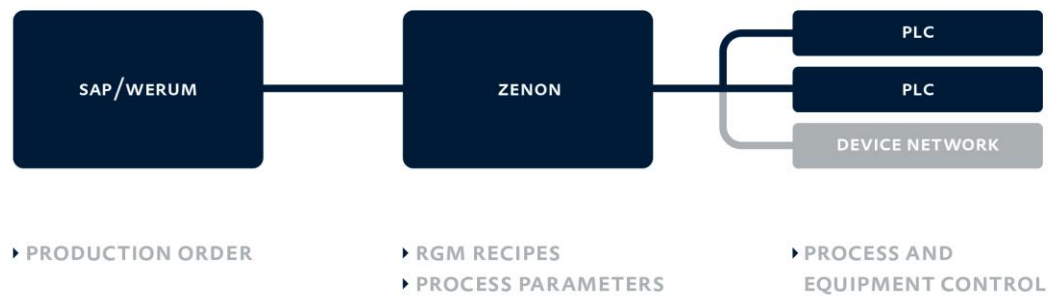 SAP/WERUM
ZENON
PLC
PLC
DEVICE NETWORK
PRODUCTION ORDER
RGM RECIPES
PROCESS PARAMETERS
PROCESS AND
EQUIPMENT CONTROL